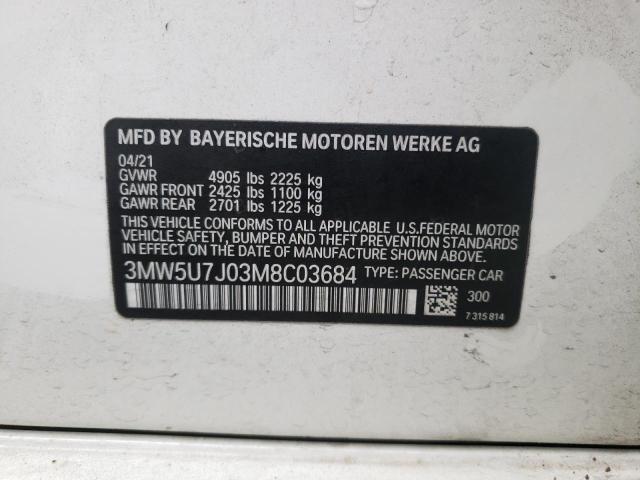 MFD BY BAYERISCHE MOTOREN WERKE AG
04/21
GVWR 4905 lbs 2225 kg
GAWR FRONT 2425 lbs 1100 kg
GAWR REAR 2701 lbs 1225 kg
THIS VEHICLE CONFORMS TO ALL APPLICABLE U.S.FEDERAL MOTOR
VEHICLE SAFETY, BUMPER AND THEFT PREVENTION STANDARDS
IN EFFECT ON THE DATE OF MANUFACTURE SHOWN ABOVE.
3MW5U7J03M8C03684 TYPE: PASSENGER CAR
300
7 315 814